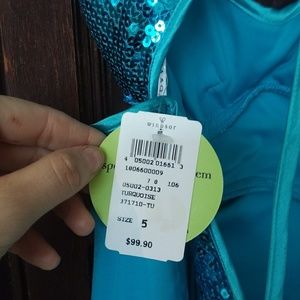 WINDSOR
4 05002 01661 3
1806600009
7 8 106
05002-0313
TURQUOISE
371710-TU
SIZE 5
$99.90